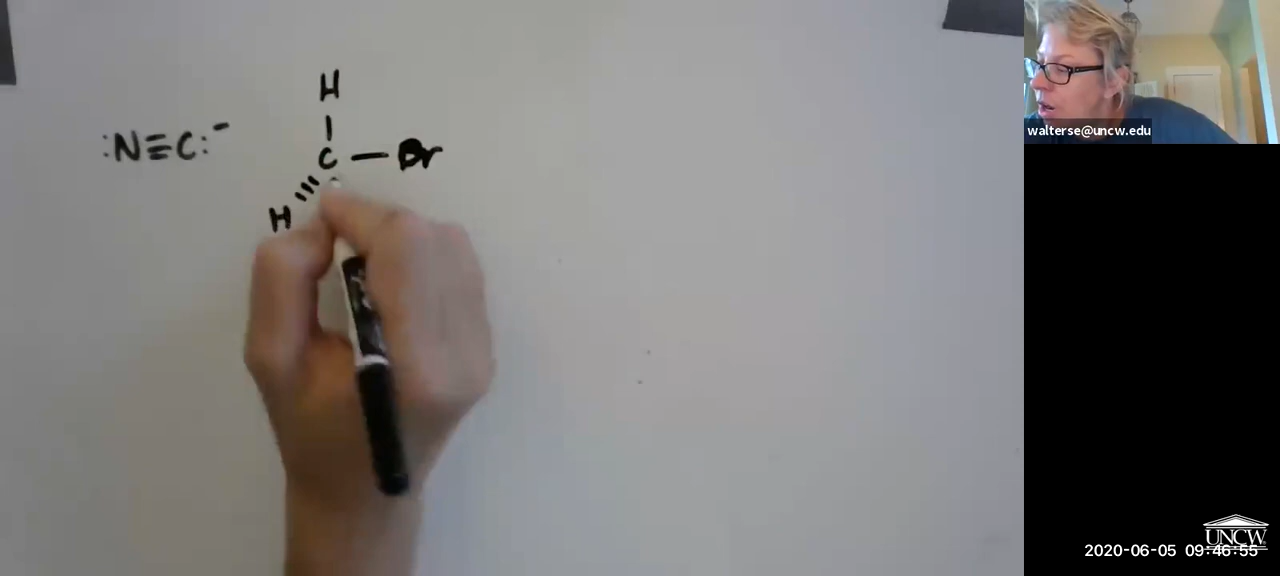 H
:N≡C:⁻ C — Br
H
walterse@uncw.edu
UNCW
2020-06-05 09:46:55